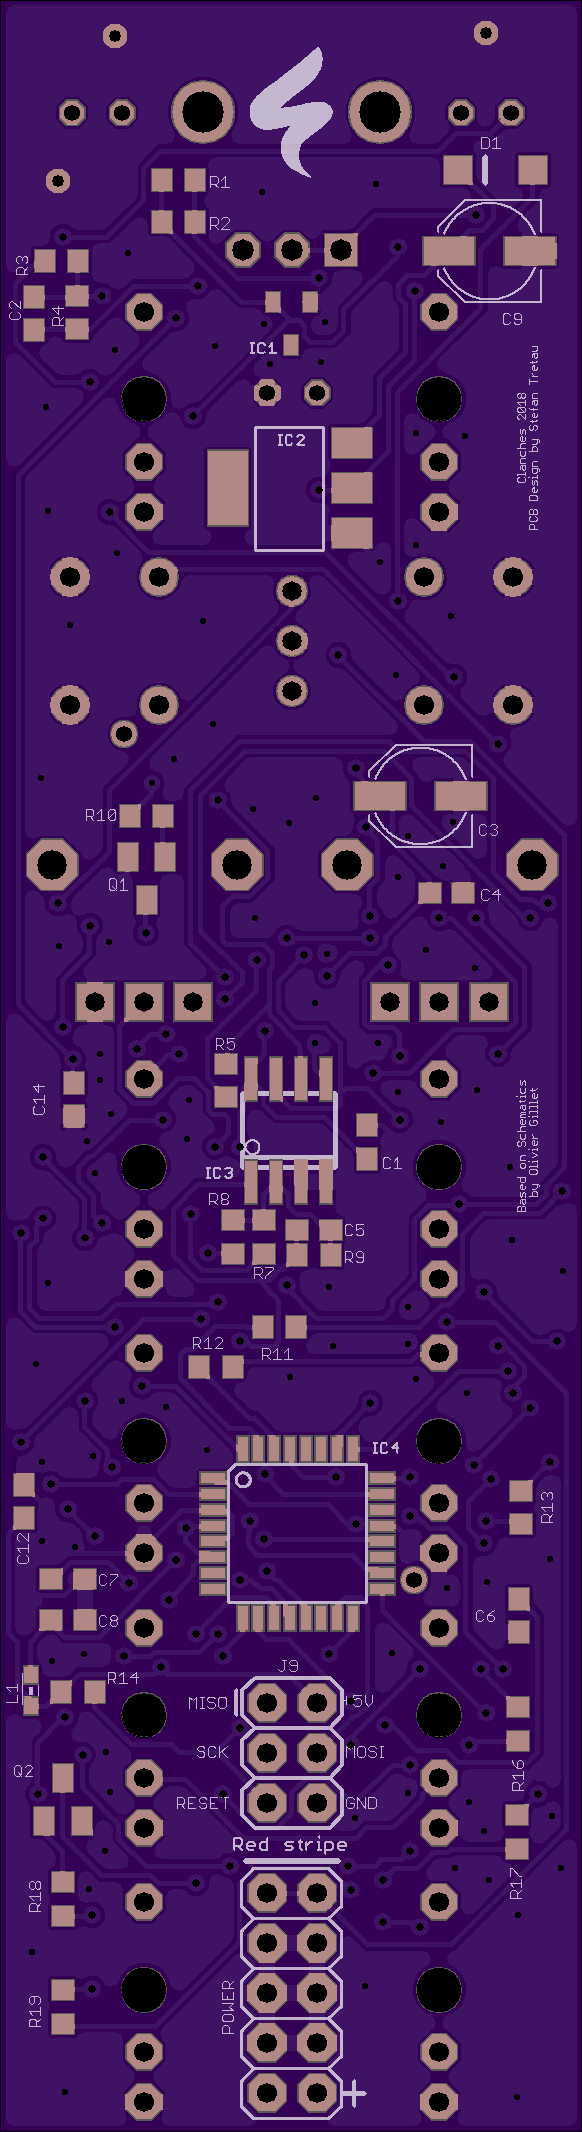 D1
R1
R2
R3
C2
R4
C9
IC1
Clanches 2018
PCB Design by Stefan Tretau
IC2
R10
C3
Q1
C4
R5
C14
Based on Schematics
by Olivier Gillet
C1
IC3
R8
C5
R9
R7
R12
R11
IC4
R13
C12
C7
C6
C8
J9
R14
L1
MISO
5V
SCK
MOSI
Q2
R16
RESET
GND
Red stripe
R17
R18
R19
POWER
+